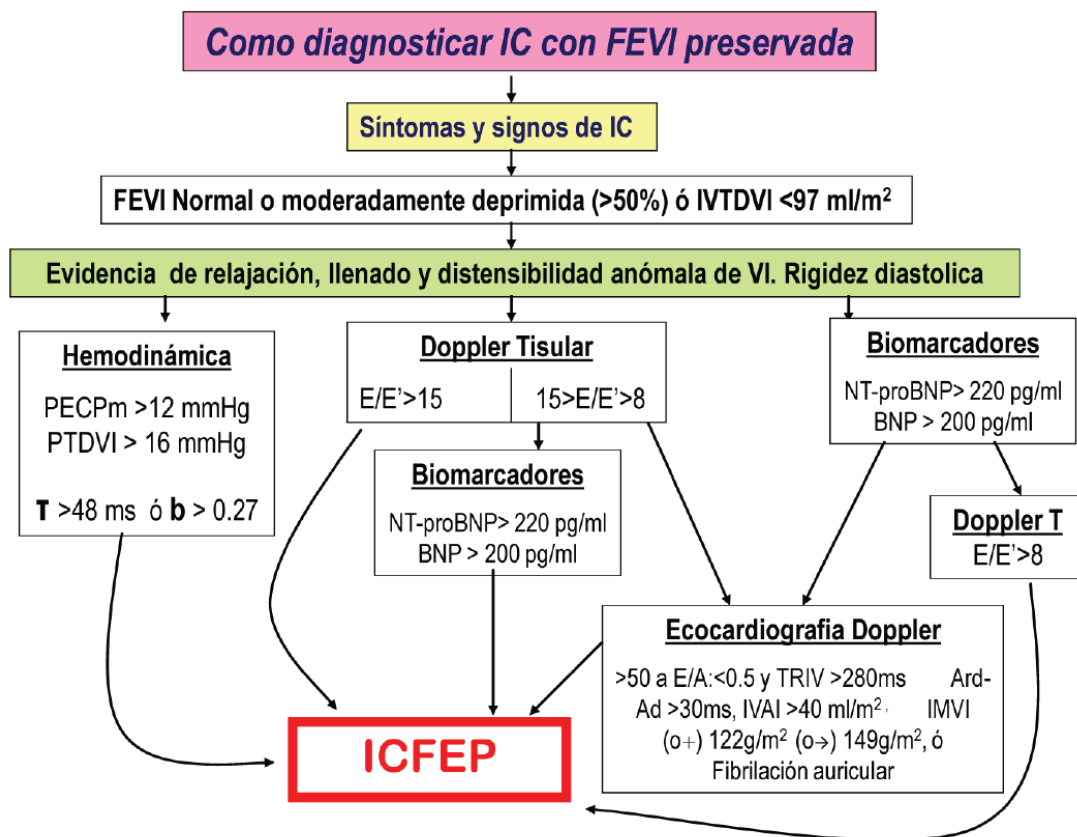 Como diagnosticar IC con FEVI preservada
Síntomas y signos de IC
FEVI Normal o moderadamente deprimida (>50%) ó IVTDVI <97 ml/m²
Evidencia de relajación, llenado y distensibilidad anómala de VI. Rigidez diastolica
Hemodinámica
PECPm >12 mmHg
PTDVI > 16 mmHg
τ >48 ms ó b > 0.27
Doppler Tisular
E/E'>15
15>E/E'>8
Biomarcadores
NT-proBNP> 220 pg/ml
BNP > 200 pg/ml
Biomarcadores
NT-proBNP> 220 pg/ml
BNP > 200 pg/ml
Doppler T
E/E'>8
Ecocardiografia Doppler
>50 a E/A:<0.5 y TRIV >280ms Ard-
Ad >30ms, IVAI >40 ml/m², IMVI
(o+) 122g/m² (o→) 149g/m², ó
Fibrilación auricular
ICFEP